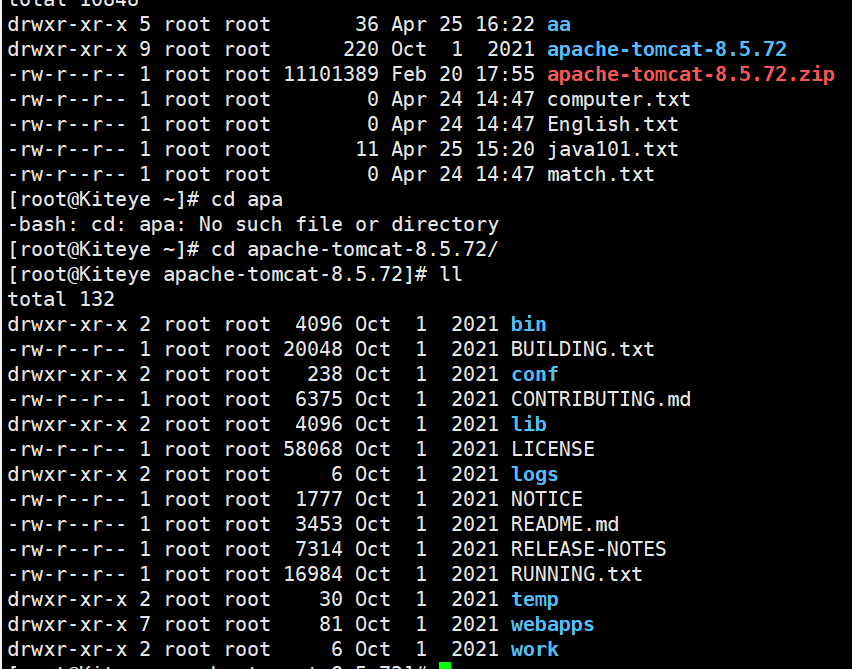 total 10848
drwxr-xr-x 5 root root       36 Apr 25 16:22 aa
drwxr-xr-x 9 root root      220 Oct  1  2021 apache-tomcat-8.5.72
-rw-r--r-- 1 root root 11101389 Feb 20 17:55 apache-tomcat-8.5.72.zip
-rw-r--r-- 1 root root        0 Apr 24 14:47 computer.txt
-rw-r--r-- 1 root root        0 Apr 24 14:47 English.txt
-rw-r--r-- 1 root root       11 Apr 25 15:20 java101.txt
-rw-r--r-- 1 root root        0 Apr 24 14:47 match.txt
[root@Kiteye ~]# cd apa
-bash: cd: apa: No such file or directory
[root@Kiteye ~]# cd apache-tomcat-8.5.72/
[root@Kiteye apache-tomcat-8.5.72]# ll
total 132
drwxr-xr-x 2 root root  4096 Oct  1  2021 bin
-rw-r--r-- 1 root root 20048 Oct  1  2021 BUILDING.txt
drwxr-xr-x 2 root root   238 Oct  1  2021 conf
-rw-r--r-- 1 root root  6375 Oct  1  2021 CONTRIBUTING.md
drwxr-xr-x 2 root root  4096 Oct  1  2021 lib
-rw-r--r-- 1 root root 58068 Oct  1  2021 LICENSE
drwxr-xr-x 2 root root     6 Oct  1  2021 logs
-rw-r--r-- 1 root root  1777 Oct  1  2021 NOTICE
-rw-r--r-- 1 root root  3453 Oct  1  2021 README.md
-rw-r--r-- 1 root root  7314 Oct  1  2021 RELEASE-NOTES
-rw-r--r-- 1 root root 16984 Oct  1  2021 RUNNING.txt
drwxr-xr-x 2 root root    30 Oct  1  2021 temp
drwxr-xr-x 7 root root    81 Oct  1  2021 webapps
drwxr-xr-x 2 root root     6 Oct  1  2021 work
[root@Kiteye apache-tomcat-8.5.72]#